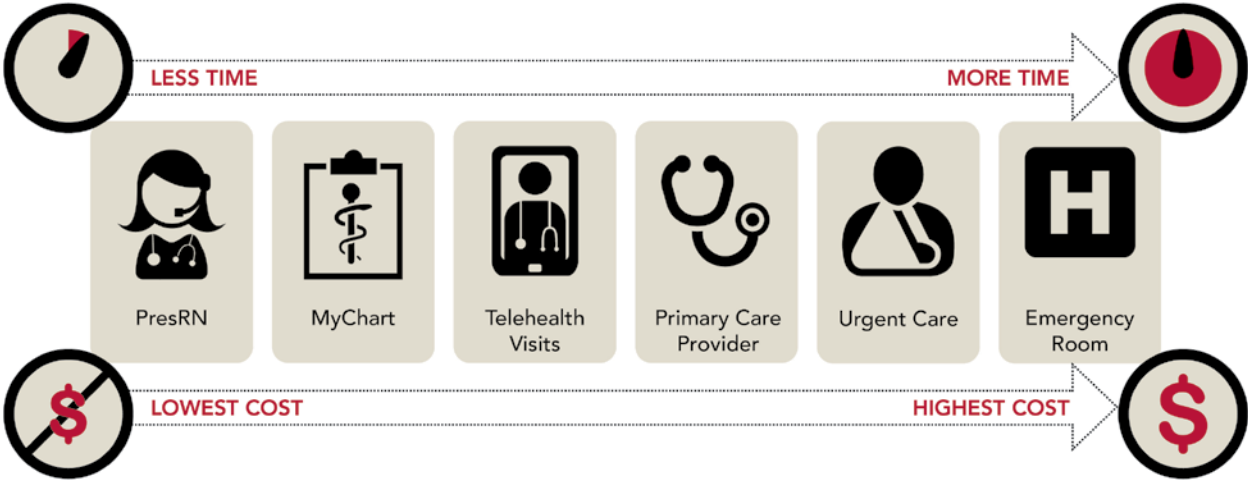 LESS TIME
MORE TIME
H
PresRN
MyChart
Telehealth
Visits
Primary Care
Provider
Urgent Care
Emergency
Room
$
LOWEST COST
HIGHEST COST
$